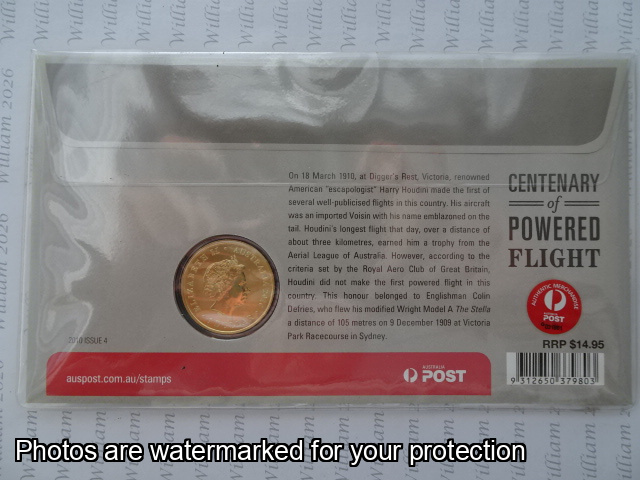 On 18 March 1910, at Digger's Rest, Victoria, renowned
American "escapologist" Harry Houdini made the first of
several well-publicised flights in this country. His aircraft
was an imported Voisin with his name emblazoned on the
tail. Houdini's longest flight that day, over a distance of
about three kilometres, earned him a trophy from the
Aerial League of Australia. However, according to the
criteria set by the Royal Aero Club of Great Britain,
Houdini did not make the first powered flight in this
country. This honour belonged to Englishman Colin
Defries, who flew his modified Wright Model A The Stella
a distance of 105 metres on 9 December 1909 at Victoria
Park Racecourse in Sydney.
CENTENARY
of
POWERED
FLIGHT
AUTHENTIC MERCHANDISE
POST
RRP $14.95
9 312650 379803
2010 ISSUE 4
auspost.com.au/stamps
AUSTRALIA
POST
William 2026
Photos are watermarked for your protection